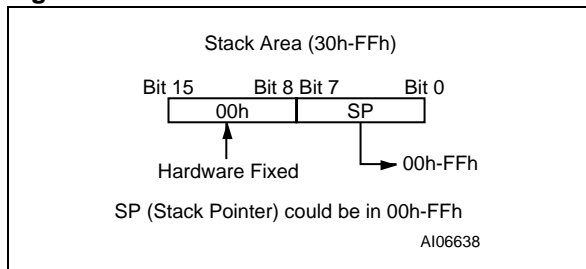 Stack Area (30h-FFh)
Bit 15 Bit 8 Bit 7 Bit 0
00h SP
Hardware Fixed 00h-FFh
SP (Stack Pointer) could be in 00h-FFh
AI06638